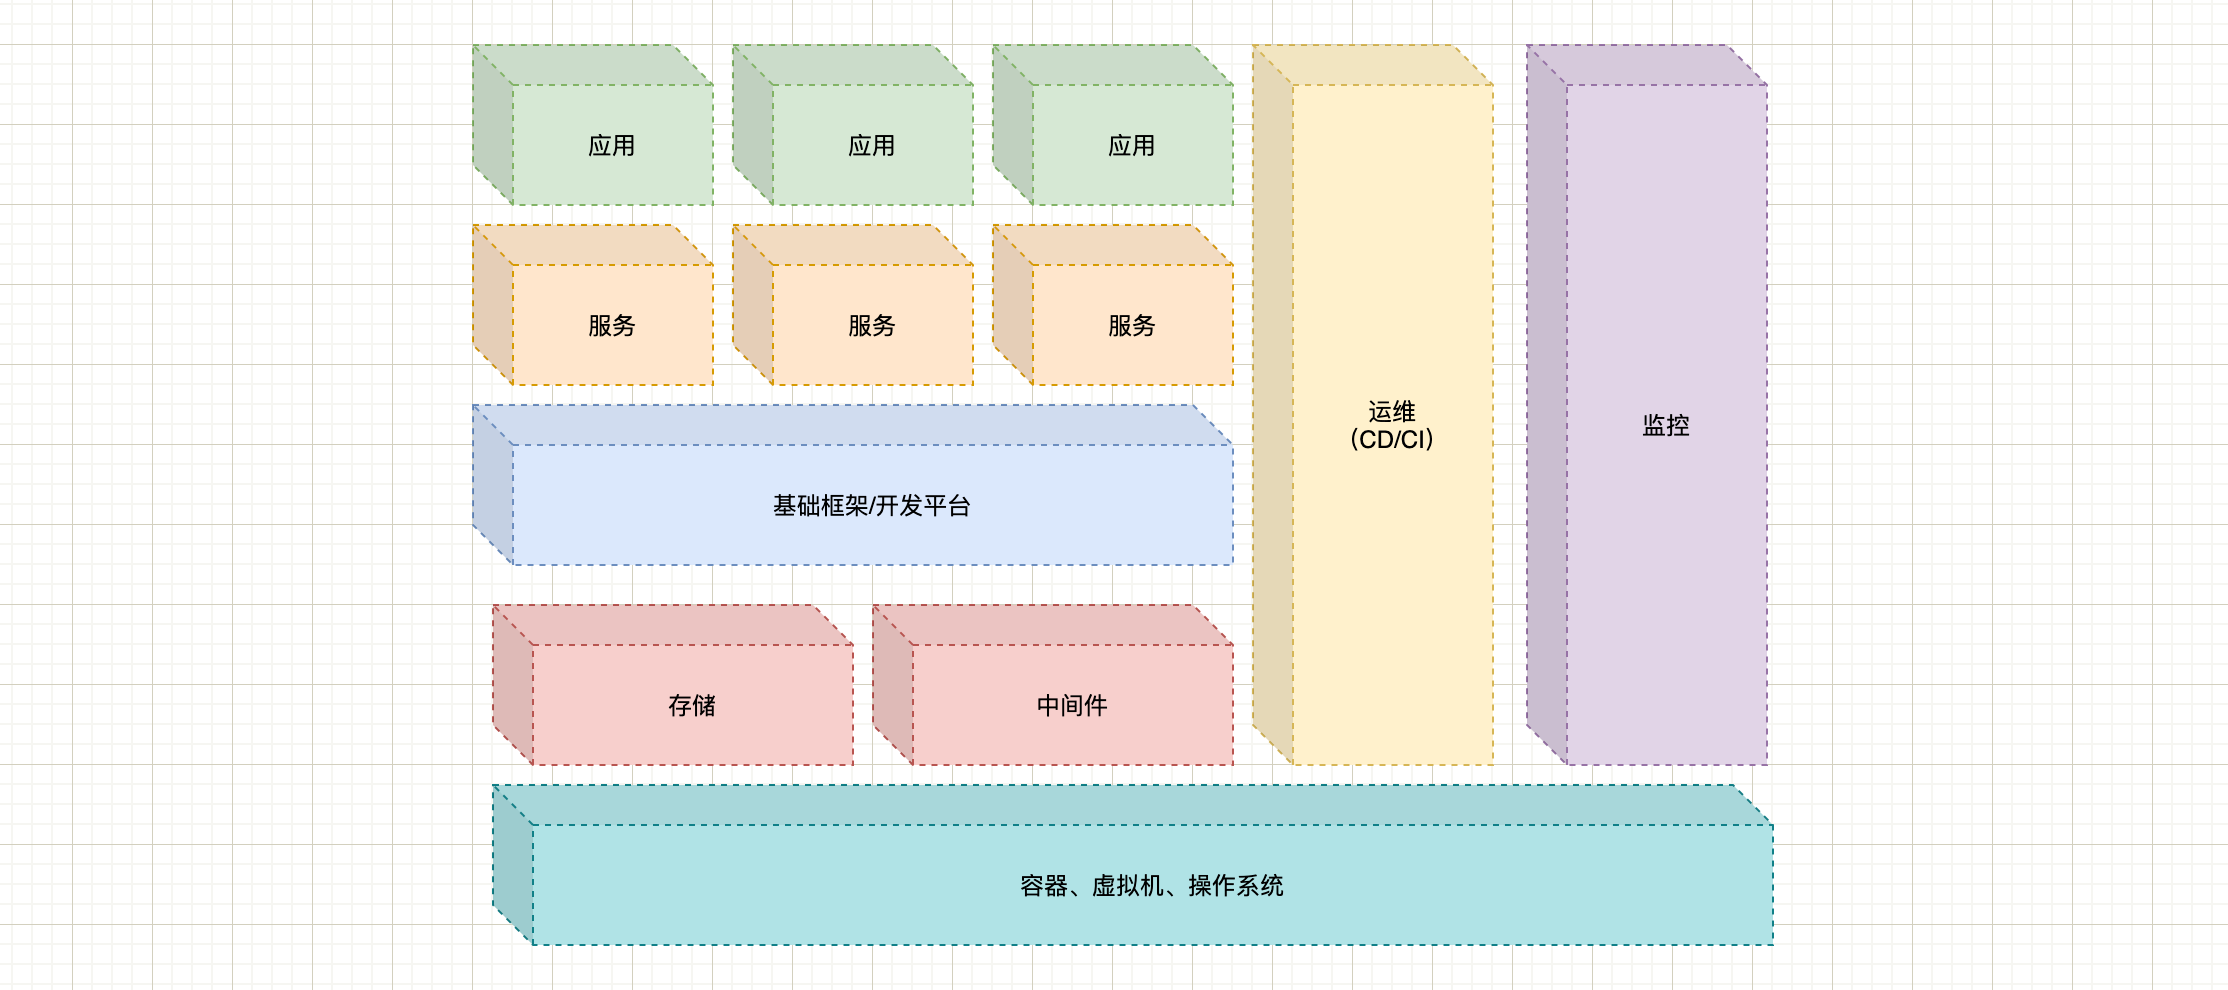 应用
应用
应用
服务
服务
服务
基础框架/开发平台
运维
(CD/CI)
监控
存储
中间件
容器、虚拟机、操作系统